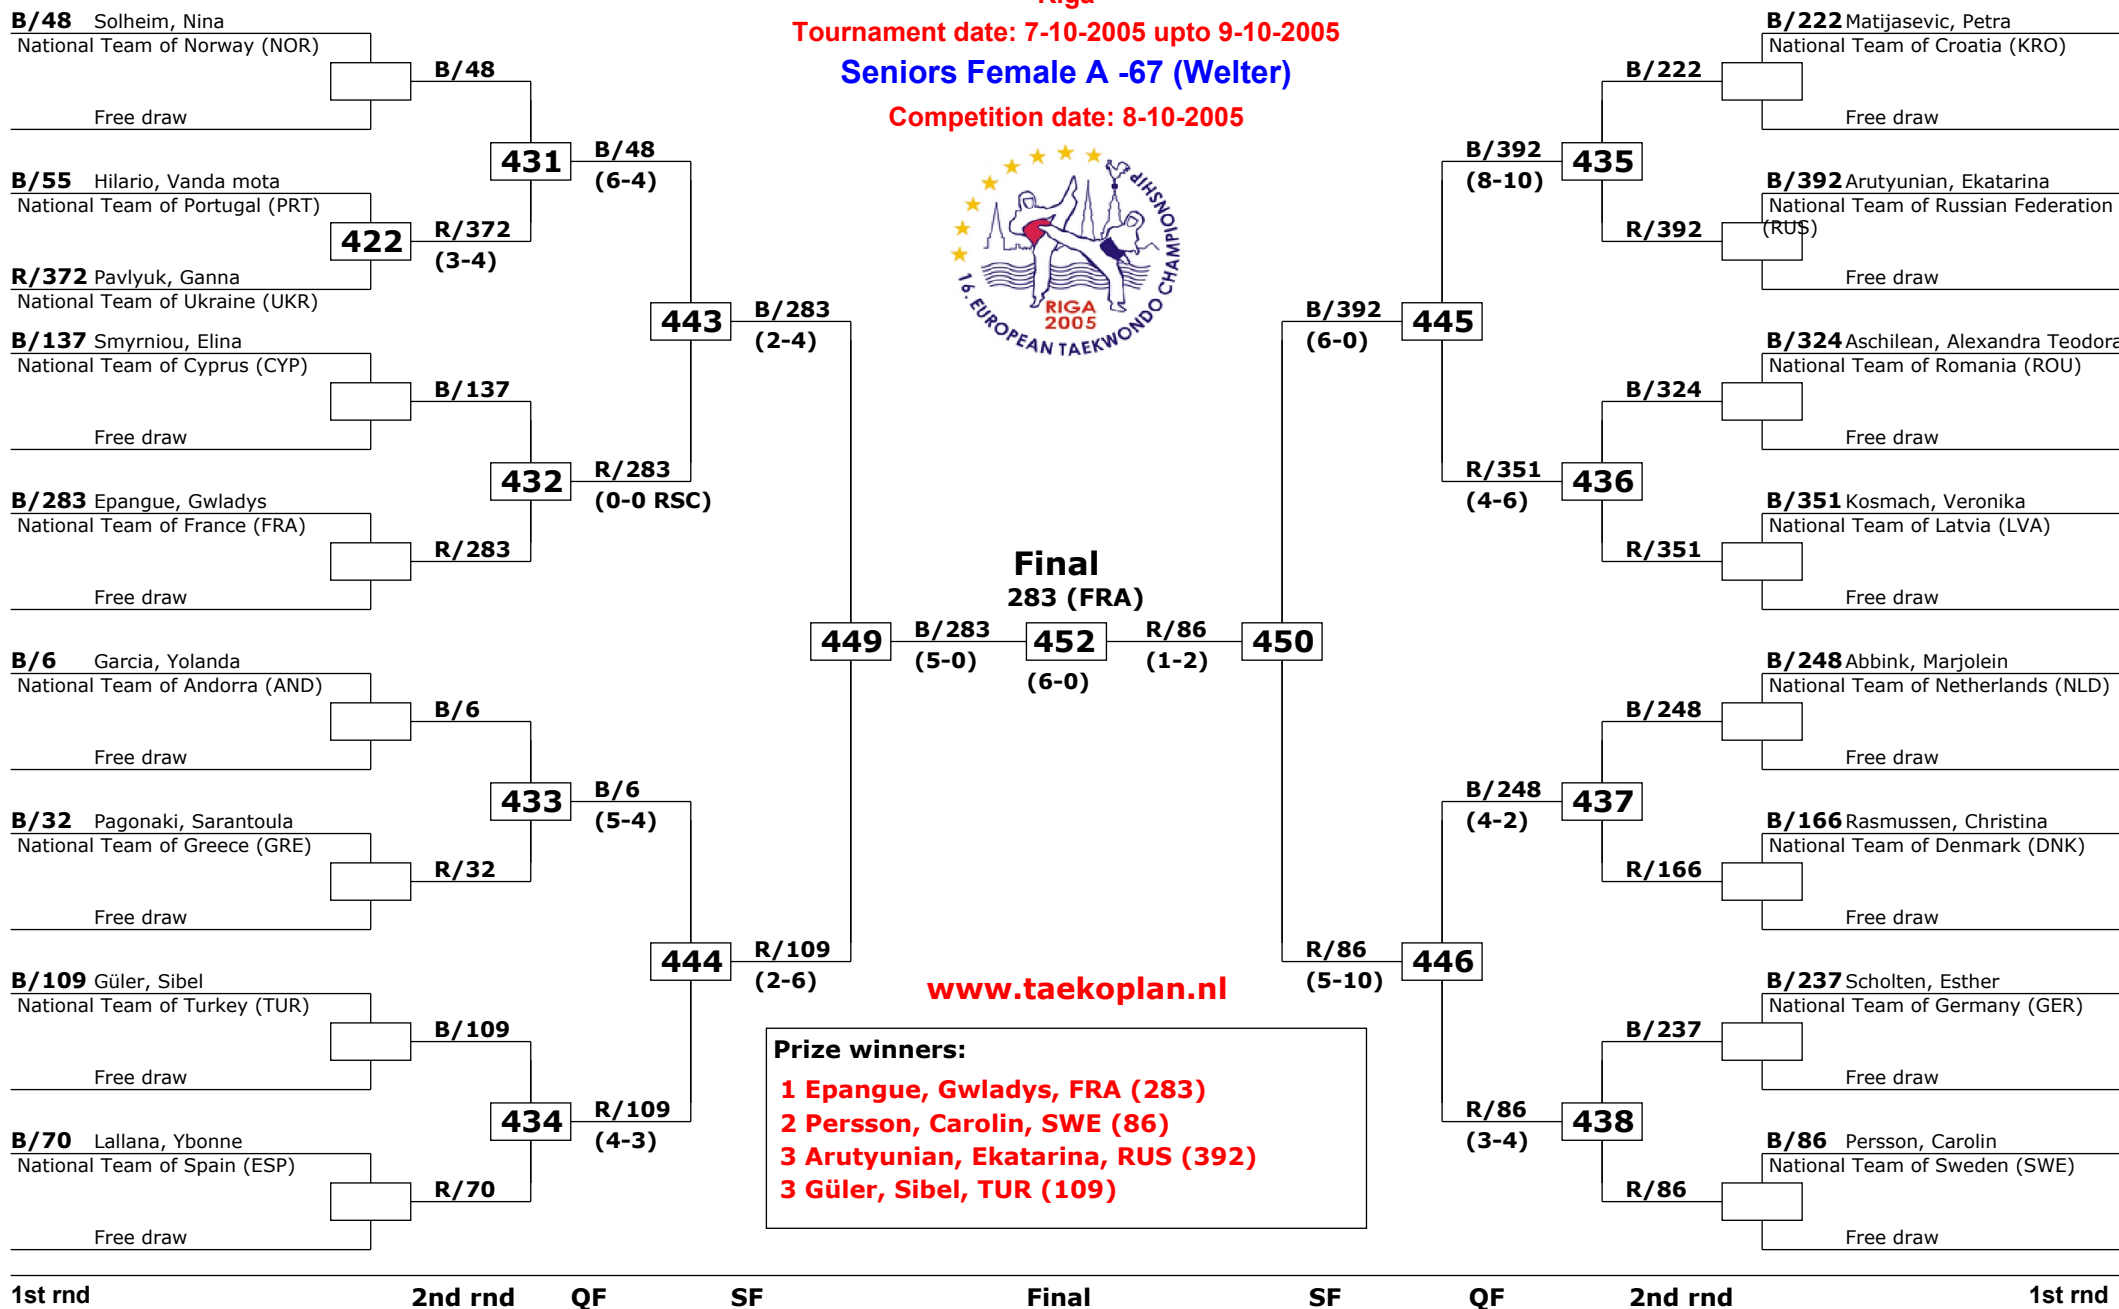 Riga
Tournament date: 7-10-2005 upto 9-10-2005
Seniors Female A -67 (Welter)
Competition date: 8-10-2005
16. EUROPEAN TAEKWONDO CHAMPIONSHIP
RIGA
2005
B/48 Solheim, Nina
National Team of Norway (NOR)
Free draw
B/55 Hilario, Vanda mota
National Team of Portugal (PRT)
R/372 Pavlyuk, Ganna
National Team of Ukraine (UKR)
B/137 Smyrniou, Elina
National Team of Cyprus (CYP)
Free draw
B/283 Epangue, Gwladys
National Team of France (FRA)
Free draw
B/6 Garcia, Yolanda
National Team of Andorra (AND)
Free draw
B/32 Pagonaki, Sarantoula
National Team of Greece (GRE)
Free draw
B/109 Güler, Sibel
National Team of Turkey (TUR)
Free draw
B/70 Lallana, Ybonne
National Team of Spain (ESP)
Free draw
422
B/48
R/372
(3-4)
B/137
R/283
B/6
R/32
B/109
R/70
431
432
433
434
B/48
(6-4)
R/283
(0-0 RSC)
B/6
(5-4)
R/109
(4-3)
443
444
B/283
(2-4)
R/109
(2-6)
449
B/283
(5-0)
Final
283 (FRA)
452
(6-0)
R/86
(1-2)
450
B/392
(6-0)
R/86
(5-10)
445
446
B/392
(8-10)
R/351
(4-6)
B/248
(4-2)
R/86
(3-4)
435
436
437
438
B/222
R/392
B/324
R/351
B/248
R/166
B/237
R/86
B/222 Matijasevic, Petra
National Team of Croatia (KRO)
Free draw
B/392 Arutyunian, Ekatarina
National Team of Russian Federation
(RUS)
Free draw
B/324 Aschilean, Alexandra Teodora
National Team of Romania (ROU)
Free draw
B/351 Kosmach, Veronika
National Team of Latvia (LVA)
Free draw
B/248 Abbink, Marjolein
National Team of Netherlands (NLD)
Free draw
B/166 Rasmussen, Christina
National Team of Denmark (DNK)
Free draw
B/237 Scholten, Esther
National Team of Germany (GER)
Free draw
B/86 Persson, Carolin
National Team of Sweden (SWE)
Free draw
www.taekoplan.nl
Prize winners:
1 Epangue, Gwladys, FRA (283)
2 Persson, Carolin, SWE (86)
3 Arutyunian, Ekatarina, RUS (392)
3 Güler, Sibel, TUR (109)
1st rnd 2nd rnd QF SF Final SF QF 2nd rnd 1st rnd